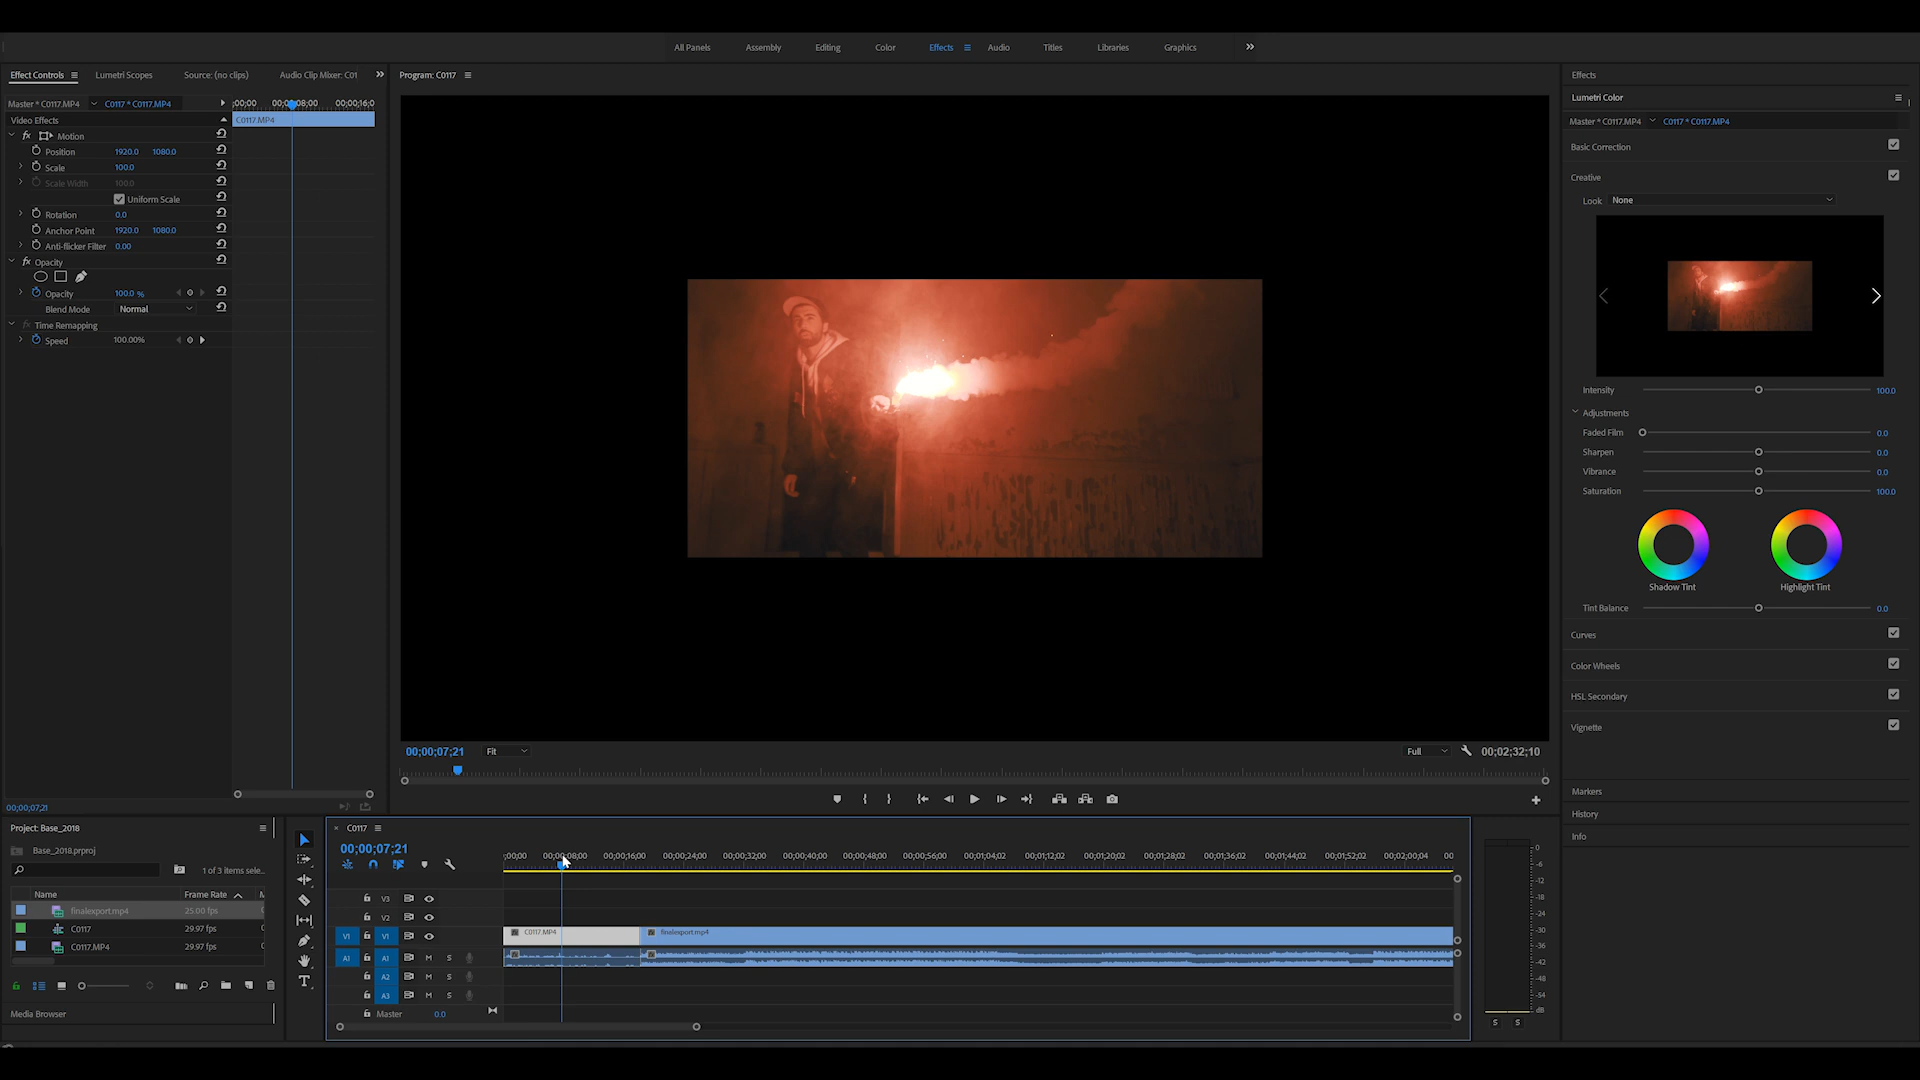 All Panels Assembly Editing Color Effects Audio Titles Libraries Graphics
Effect Controls Lumetri Scopes Source: (no clips) Audio Clip Mixer: C01
Master * C0117.MP4 C0117 * C0117.MP4
;00;00 00;00;08;00 00;00;16;0
Video Effects
C0117.MP4
fx Motion
Position 1920.0 1080.0
Scale 100.0
Scale Width 100.0
Uniform Scale
Rotation 0.0
Anchor Point 1920.0 1080.0
Anti-flicker Filter 0.00
fx Opacity
Opacity 100.0 %
Blend Mode Normal
fx Time Remapping
Speed 100.00%
00;00;07;21
Program: C0117
00;00;07;21 Fit Full 00;02;32;10
Effects
Lumetri Color
Master * C0117.MP4 C0117 * C0117.MP4
Basic Correction
Creative
Look None
Intensity 100.0
Adjustments
Faded Film 0.0
Sharpen 0.0
Vibrance 0.0
Saturation 100.0
Shadow Tint Highlight Tint
Tint Balance 0.0
Curves
Color Wheels
HSL Secondary
Vignette
Markers
History
Info
Project: Base_2018
Base_2018.prproj
1 of 3 items sele...
Name Frame Rate
finalexport.mp4 25.00 fps
C0117 29.97 fps
C0117.MP4 29.97 fps
Media Browser
C0117
00;00;07;21
;00;00 00;00;08;00 00;00;16;00 00;00;24;00 00;00;32;00 00;00;40;00 00;00;48;00 00;00;56;00 00;01;04;02 00;01;12;02 00;01;20;02 00;01;28;02 00;01;36;02 00;01;44;02 00;01;52;02 00;02;00;04 00
V3
V2
V1 V1 C0117.MP4 finalexport.mp4
A1 A1 M S
A2 M S
A3 M S
Master 0.0
0
-6
-12
-18
-24
-30
-36
-42
-48
-54
dB
S S